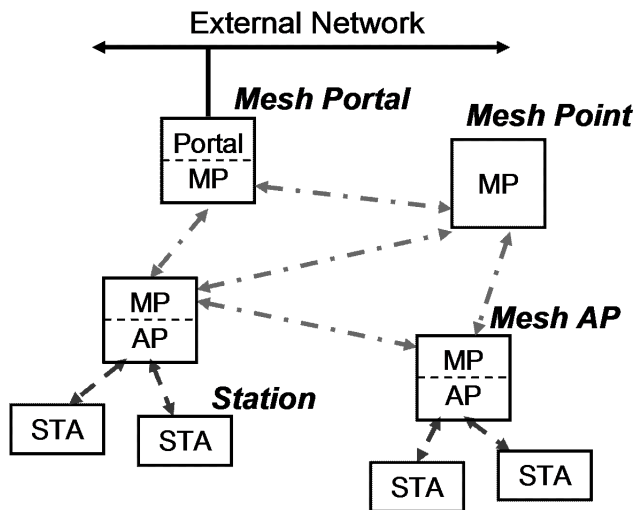 External Network
Mesh Portal
Mesh Point
Portal
MP
MP
MP
AP
Mesh AP
MP
AP
Station
STA
STA
STA
STA